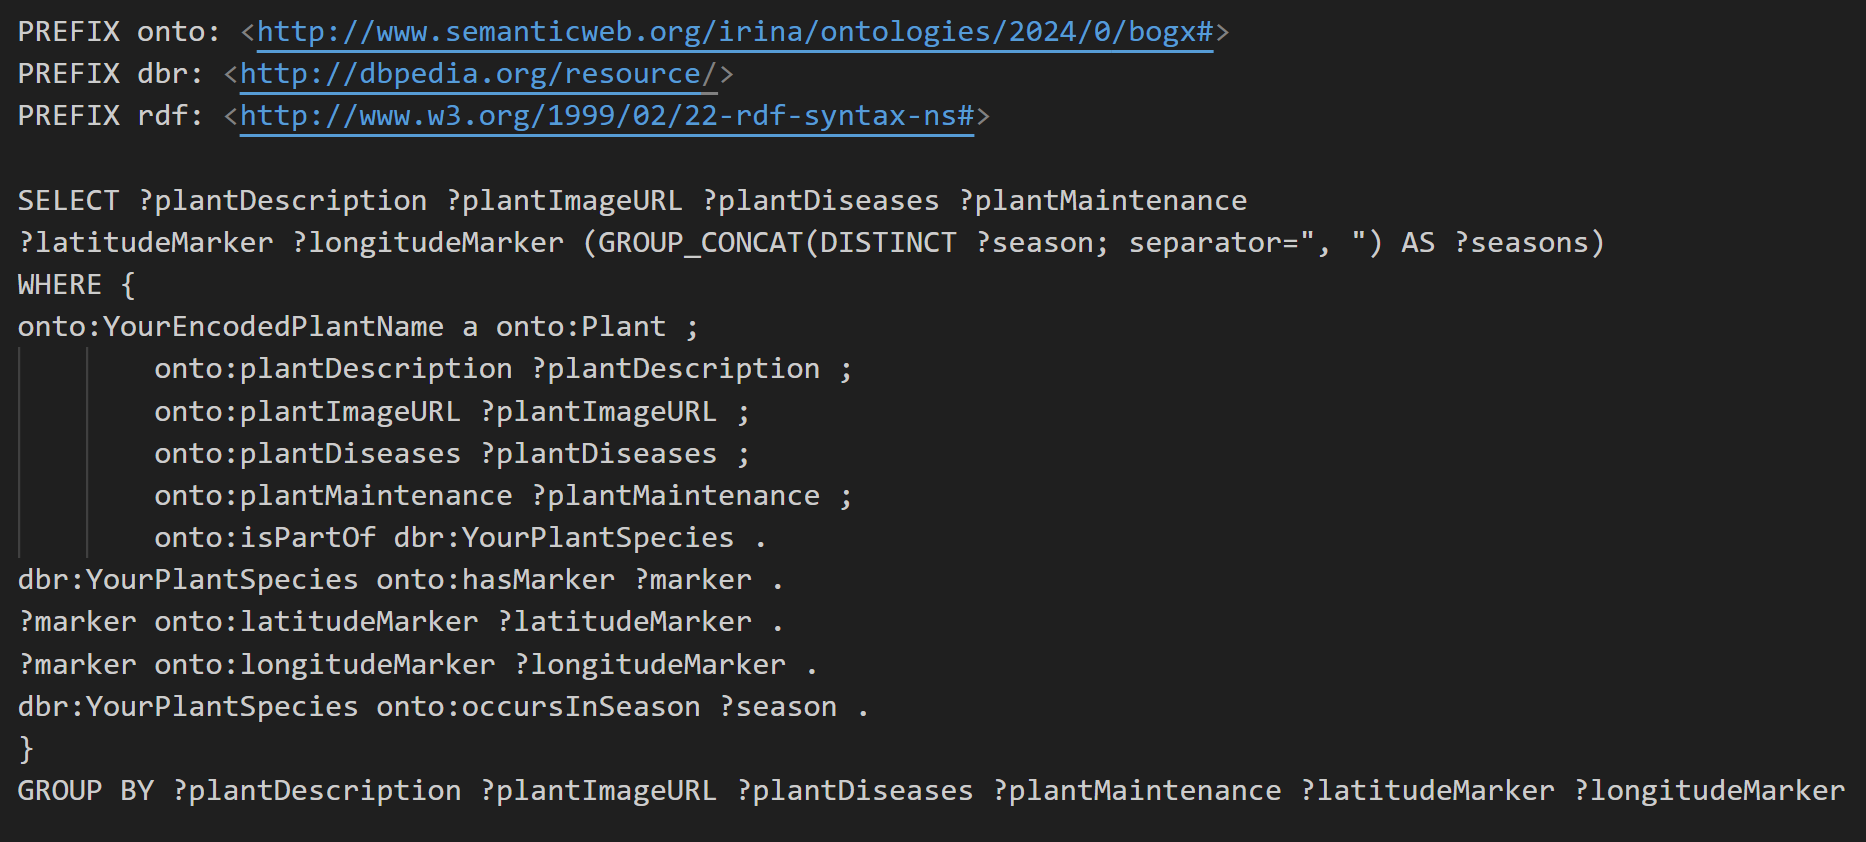 PREFIX onto: <http://www.semanticweb.org/irina/ontologies/2024/0/bogx#>
PREFIX dbr: <http://dbpedia.org/resource/>
PREFIX rdf: <http://www.w3.org/1999/02/22-rdf-syntax-ns#>

SELECT ?plantDescription ?plantImageURL ?plantDiseases ?plantMaintenance
?latitudeMarker ?longitudeMarker (GROUP_CONCAT(DISTINCT ?season; separator=", ") AS ?seasons)
WHERE {
onto:YourEncodedPlantName a onto:Plant ;
        onto:plantDescription ?plantDescription ;
        onto:plantImageURL ?plantImageURL ;
        onto:plantDiseases ?plantDiseases ;
        onto:plantMaintenance ?plantMaintenance ;
        onto:isPartOf dbr:YourPlantSpecies .
dbr:YourPlantSpecies onto:hasMarker ?marker .
?marker onto:latitudeMarker ?latitudeMarker .
?marker onto:longitudeMarker ?longitudeMarker .
dbr:YourPlantSpecies onto:occursInSeason ?season .
}
GROUP BY ?plantDescription ?plantImageURL ?plantDiseases ?plantMaintenance ?latitudeMarker ?longitudeMarker